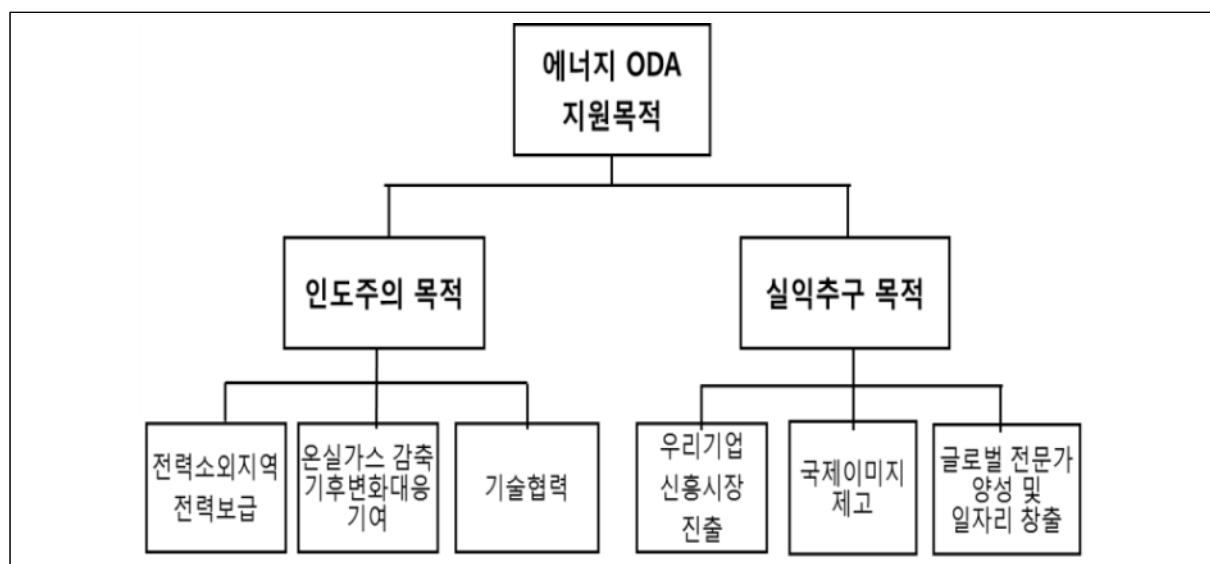 에너지 ODA
지원목적
인도주의 목적
실익추구 목적
전력소외지역
전력보급
온실가스 감축
기후변화대응
기여
기술협력
우리기업
신흥시장
진출
국제이미지
제고
글로벌 전문가
양성 및
일자리 창출